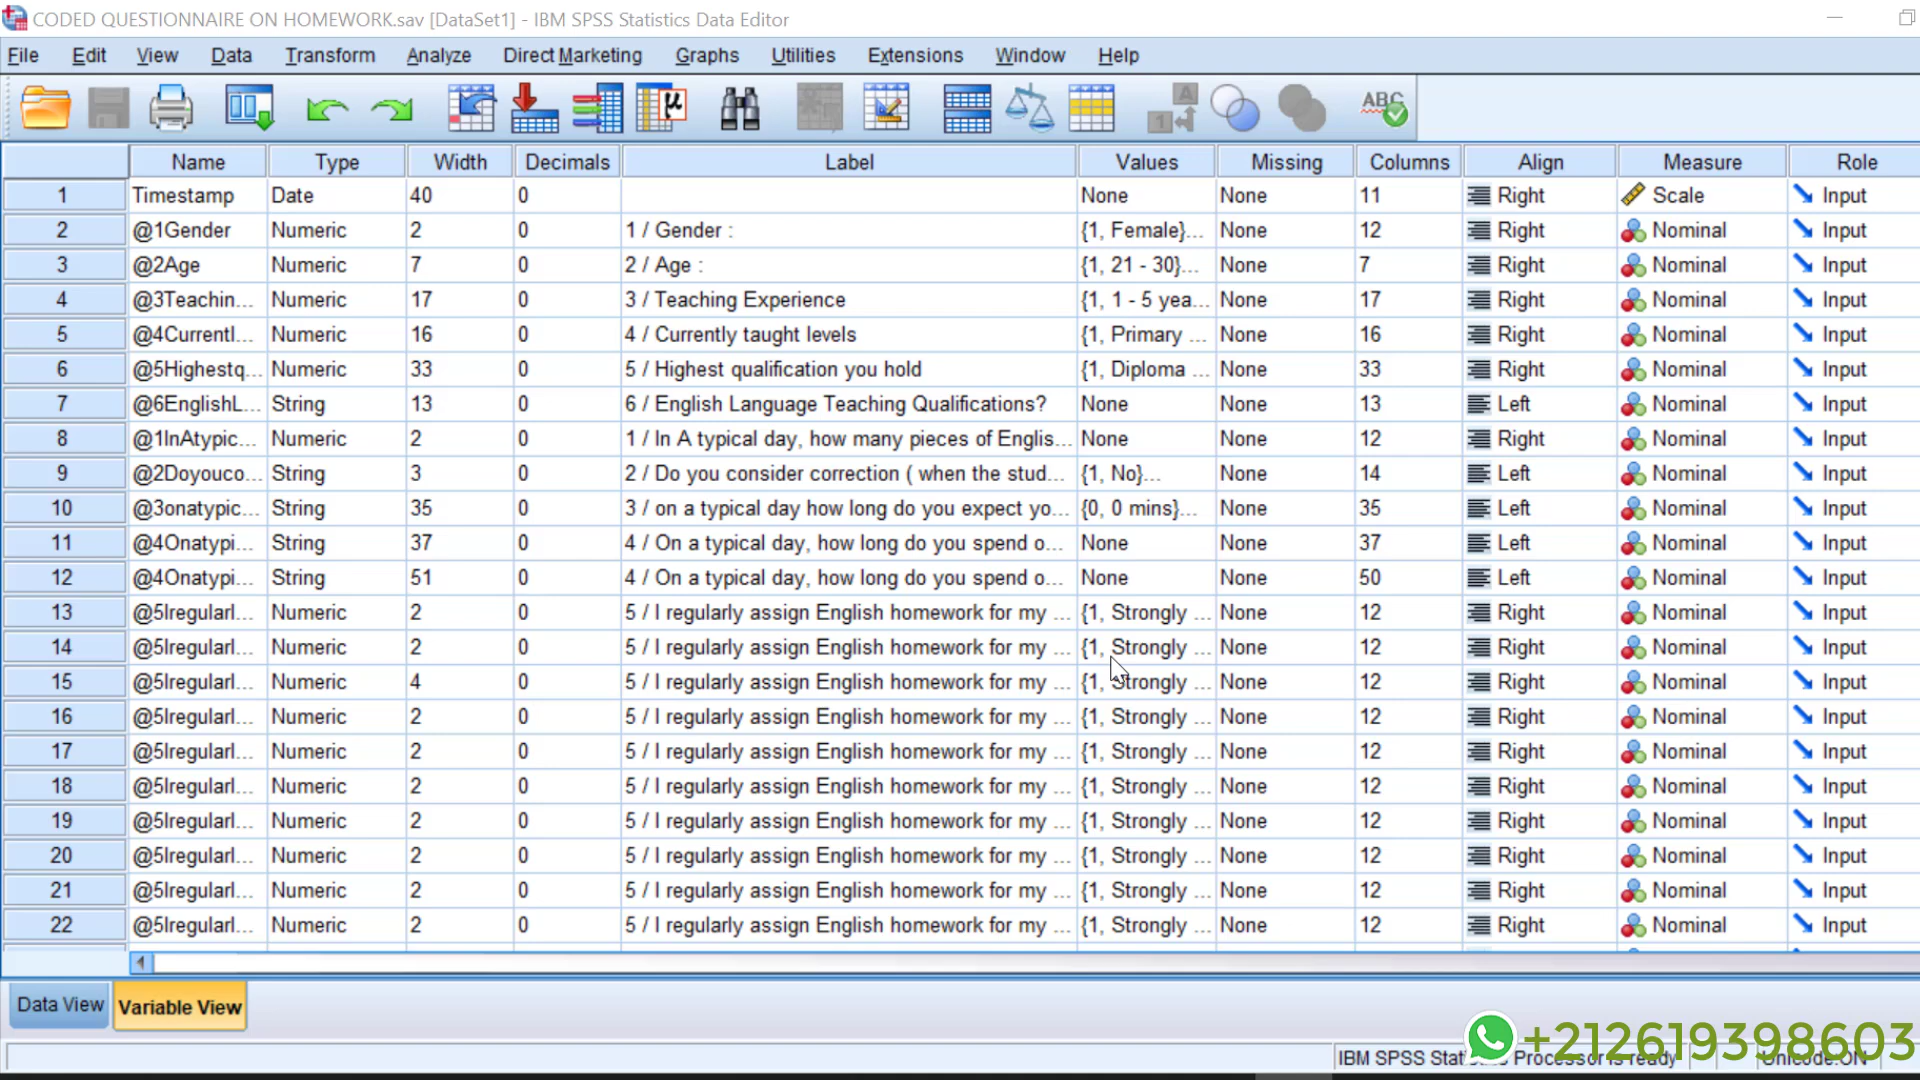 CODED QUESTIONNAIRE ON HOMEWORK.sav [DataSet1] - IBM SPSS Statistics Data Editor
File Edit View Data Transform Analyze Direct Marketing Graphs Utilities Extensions Window Help
Name Type Width Decimals Label Values Missing Columns Align Measure Role
1 Timestamp Date 40 0 None None 11 Right Scale Input
2 @1Gender Numeric 2 0 1 / Gender : {1, Female}... None 12 Right Nominal Input
3 @2Age Numeric 7 0 2 / Age : {1, 21 - 30}... None 7 Right Nominal Input
4 @3Teachin... Numeric 17 0 3 / Teaching Experience {1, 1 - 5 yea... None 17 Right Nominal Input
5 @4Currentl... Numeric 16 0 4 / Currently taught levels {1, Primary ... None 16 Right Nominal Input
6 @5Highestq... Numeric 33 0 5 / Highest qualification you hold {1, Diploma ... None 33 Right Nominal Input
7 @6EnglishL... String 13 0 6 / English Language Teaching Qualifications? None None 13 Left Nominal Input
8 @1InAtypic... Numeric 2 0 1 / In A typical day, how many pieces of Englis... None None 12 Right Nominal Input
9 @2Doyouco... String 3 0 2 / Do you consider correction ( when the stud... {1, No}... None 14 Left Nominal Input
10 @3onatypic... String 35 0 3 / on a typical day how long do you expect yo... {0, 0 mins}... None 35 Left Nominal Input
11 @4Onatypi... String 37 0 4 / On a typical day, how long do you spend o... None None 37 Left Nominal Input
12 @4Onatypi... String 51 0 4 / On a typical day, how long do you spend o... None None 50 Left Nominal Input
13 @5Iregularl... Numeric 2 0 5 / I regularly assign English homework for my ... {1, Strongly ... None 12 Right Nominal Input
14 @5Iregularl... Numeric 2 0 5 / I regularly assign English homework for my ... {1, Strongly ... None 12 Right Nominal Input
15 @5Iregularl... Numeric 4 0 5 / I regularly assign English homework for my ... {1, Strongly ... None 12 Right Nominal Input
16 @5Iregularl... Numeric 2 0 5 / I regularly assign English homework for my ... {1, Strongly ... None 12 Right Nominal Input
17 @5Iregularl... Numeric 2 0 5 / I regularly assign English homework for my ... {1, Strongly ... None 12 Right Nominal Input
18 @5Iregularl... Numeric 2 0 5 / I regularly assign English homework for my ... {1, Strongly ... None 12 Right Nominal Input
19 @5Iregularl... Numeric 2 0 5 / I regularly assign English homework for my ... {1, Strongly ... None 12 Right Nominal Input
20 @5Iregularl... Numeric 2 0 5 / I regularly assign English homework for my ... {1, Strongly ... None 12 Right Nominal Input
21 @5Iregularl... Numeric 2 0 5 / I regularly assign English homework for my ... {1, Strongly ... None 12 Right Nominal Input
22 @5Iregularl... Numeric 2 0 5 / I regularly assign English homework for my ... {1, Strongly ... None 12 Right Nominal Input
Data View Variable View
+212619398603
IBM SPSS Statistics Processor is ready Unicode:ON